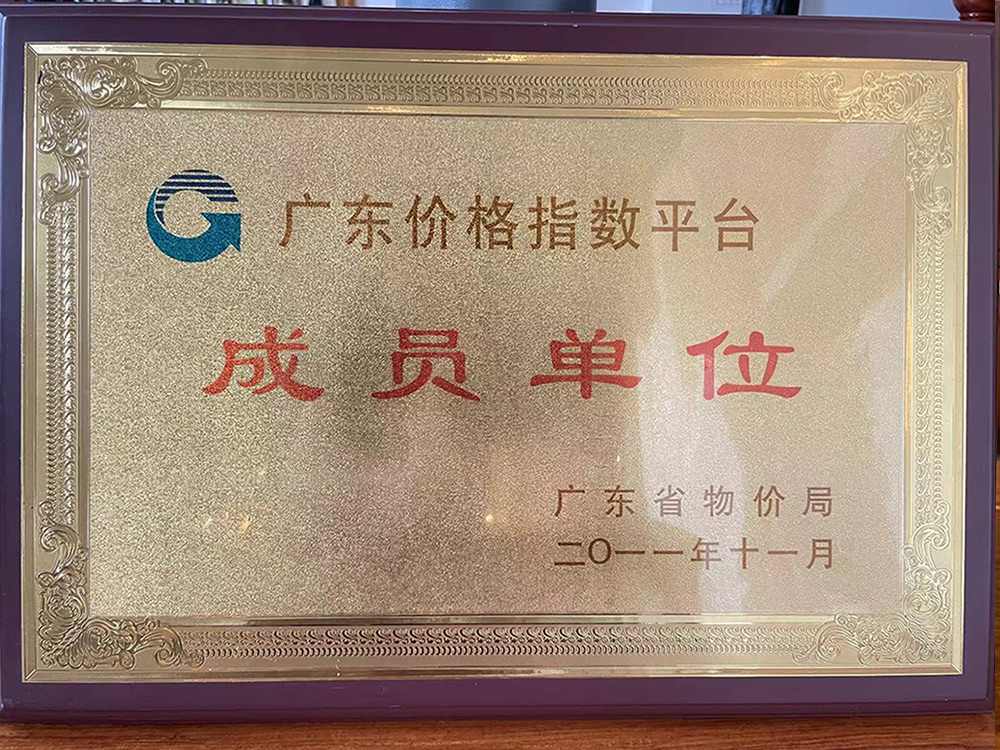 广东价格指数平台
成员单位
广东省物价局
二〇一一年十一月